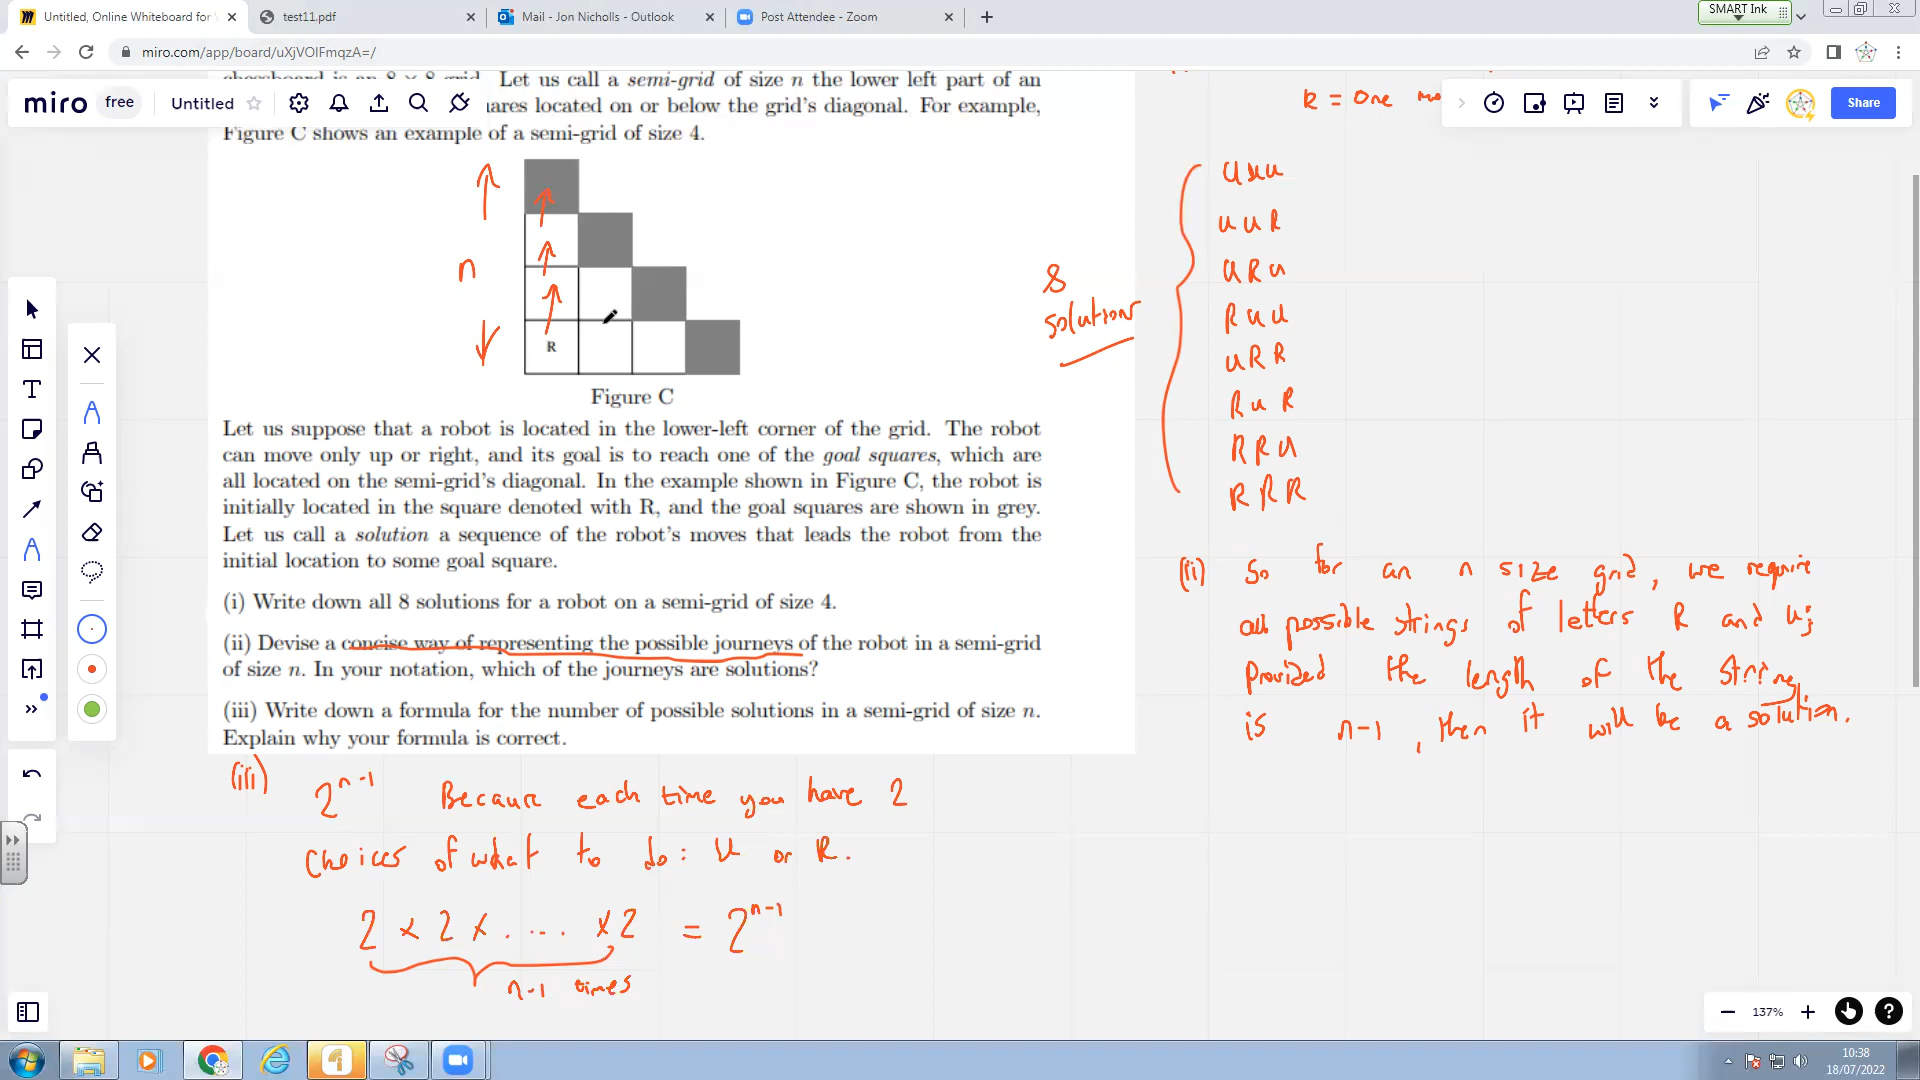 Untitled, Online Whiteboard for
test11.pdf
Mail - Jon Nicholls - Outlook
Post Attendee - Zoom
SMART Ink
miro.com/app/board/uXjVOlFmqzA=/
chessboard is an 8 × 8 grid. Let us call a semi-grid of size n the lower left part of an
miro free Untitled
ares located on or below the grid's diagonal. For example,
Figure C shows an example of a semi-grid of size 4.
R = one
Share
n
R
Figure C
8
solutions
UUU
UUR
URU
RUU
URR
RUR
RRU
RRR
Let us suppose that a robot is located in the lower-left corner of the grid. The robot
can move only up or right, and its goal is to reach one of the goal squares, which are
all located on the semi-grid's diagonal. In the example shown in Figure C, the robot is
initially located in the square denoted with R, and the goal squares are shown in grey.
Let us call a solution a sequence of the robot's moves that leads the robot from the
initial location to some goal square.
(i) Write down all 8 solutions for a robot on a semi-grid of size 4.
(ii) Devise a concise way of representing the possible journeys of the robot in a semi-grid
of size n. In your notation, which of the journeys are solutions?
(iii) Write down a formula for the number of possible solutions in a semi-grid of size n.
Explain why your formula is correct.
(ii) So for an n size grid, we require
all possible strings of letters R and U;
provided the length of the string
is n-1, then it will be a solution.
(iii) 2^{n-1} Because each time you have 2
choices of what to do: U or R.
2 × 2 × .... × 2 = 2^{n-1}
n-1 times
137%
10:38
18/07/2022